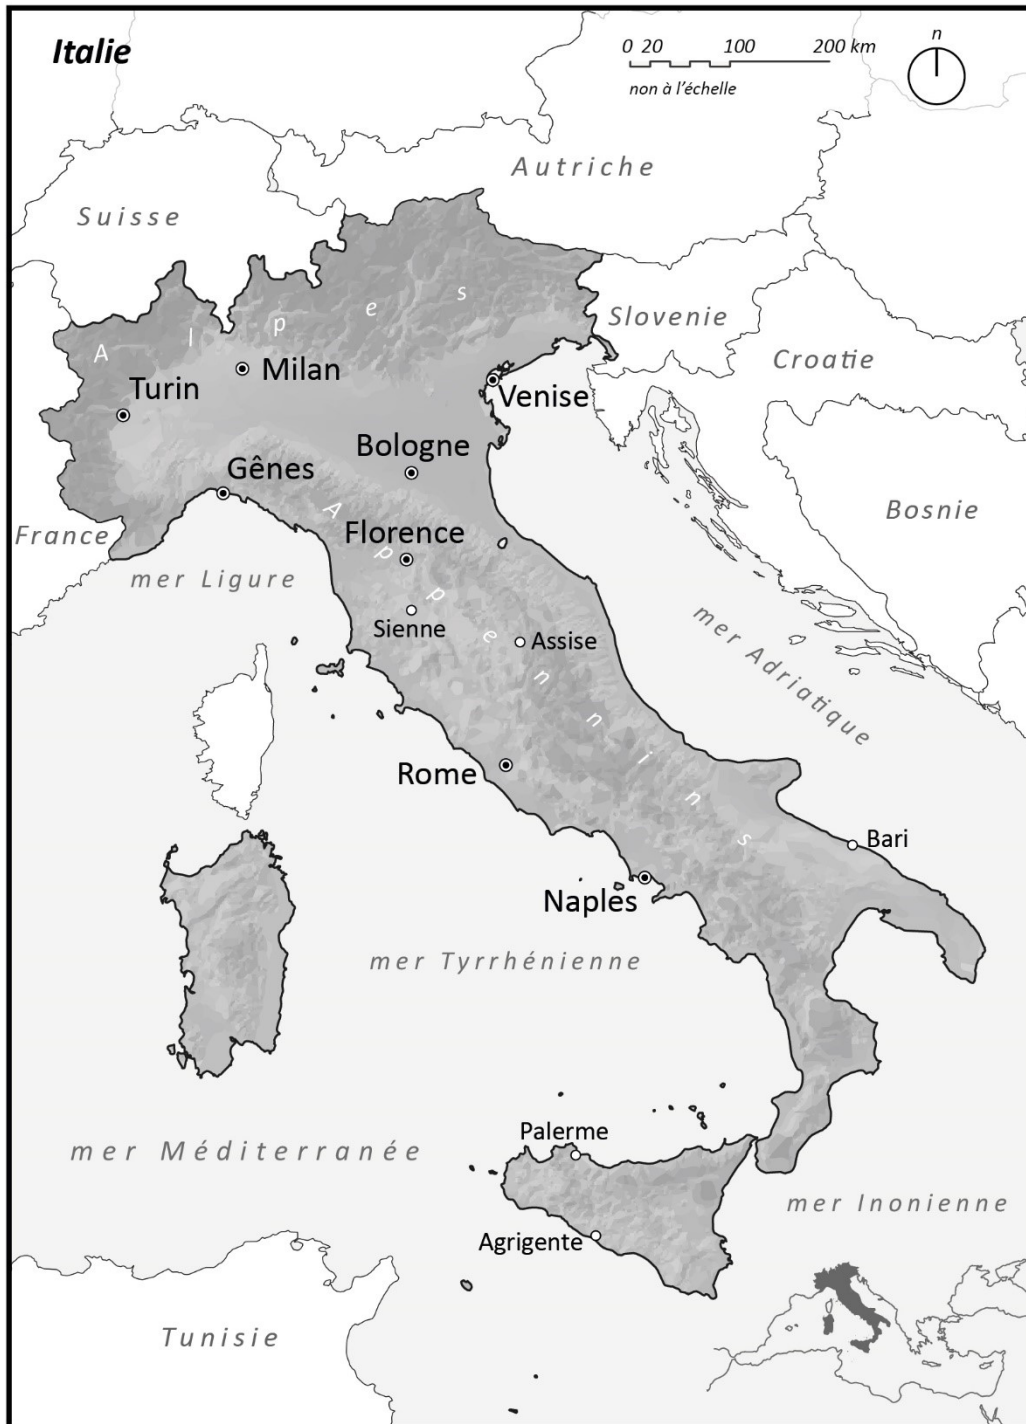 Italie
0 20 100 200 km
non à l'échelle
n
Autriche
Suisse
Slovenie
Croatie
Alpes
Milan
Turin
Venise
Bologne
Gênes
Bosnie
France
Florence
mer Ligure
Appennins
Sienne
Assise
mer Adriatique
Rome
Bari
Naples
mer Tyrrhénienne
Palerme
mer Méditerranée
mer Inonienne
Agrigente
Tunisie